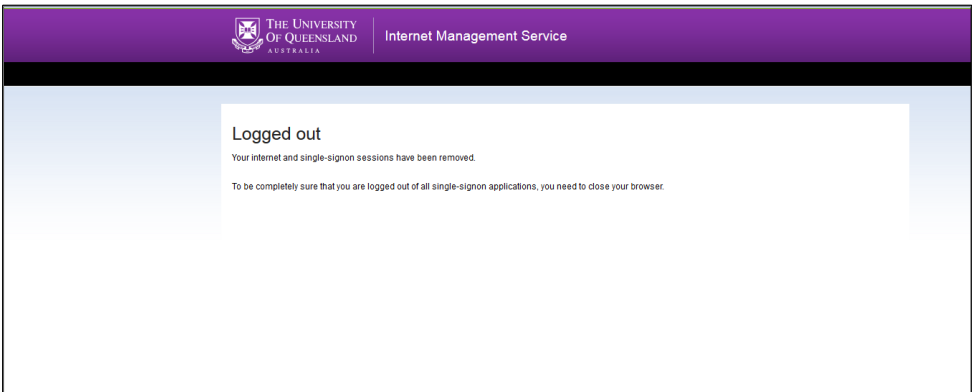 THE UNIVERSITY
OF QUEENSLAND
AUSTRALIA
Internet Management Service
Logged out
Your internet and single-signon sessions have been removed.
To be completely sure that you are logged out of all single-signon applications, you need to close your browser.